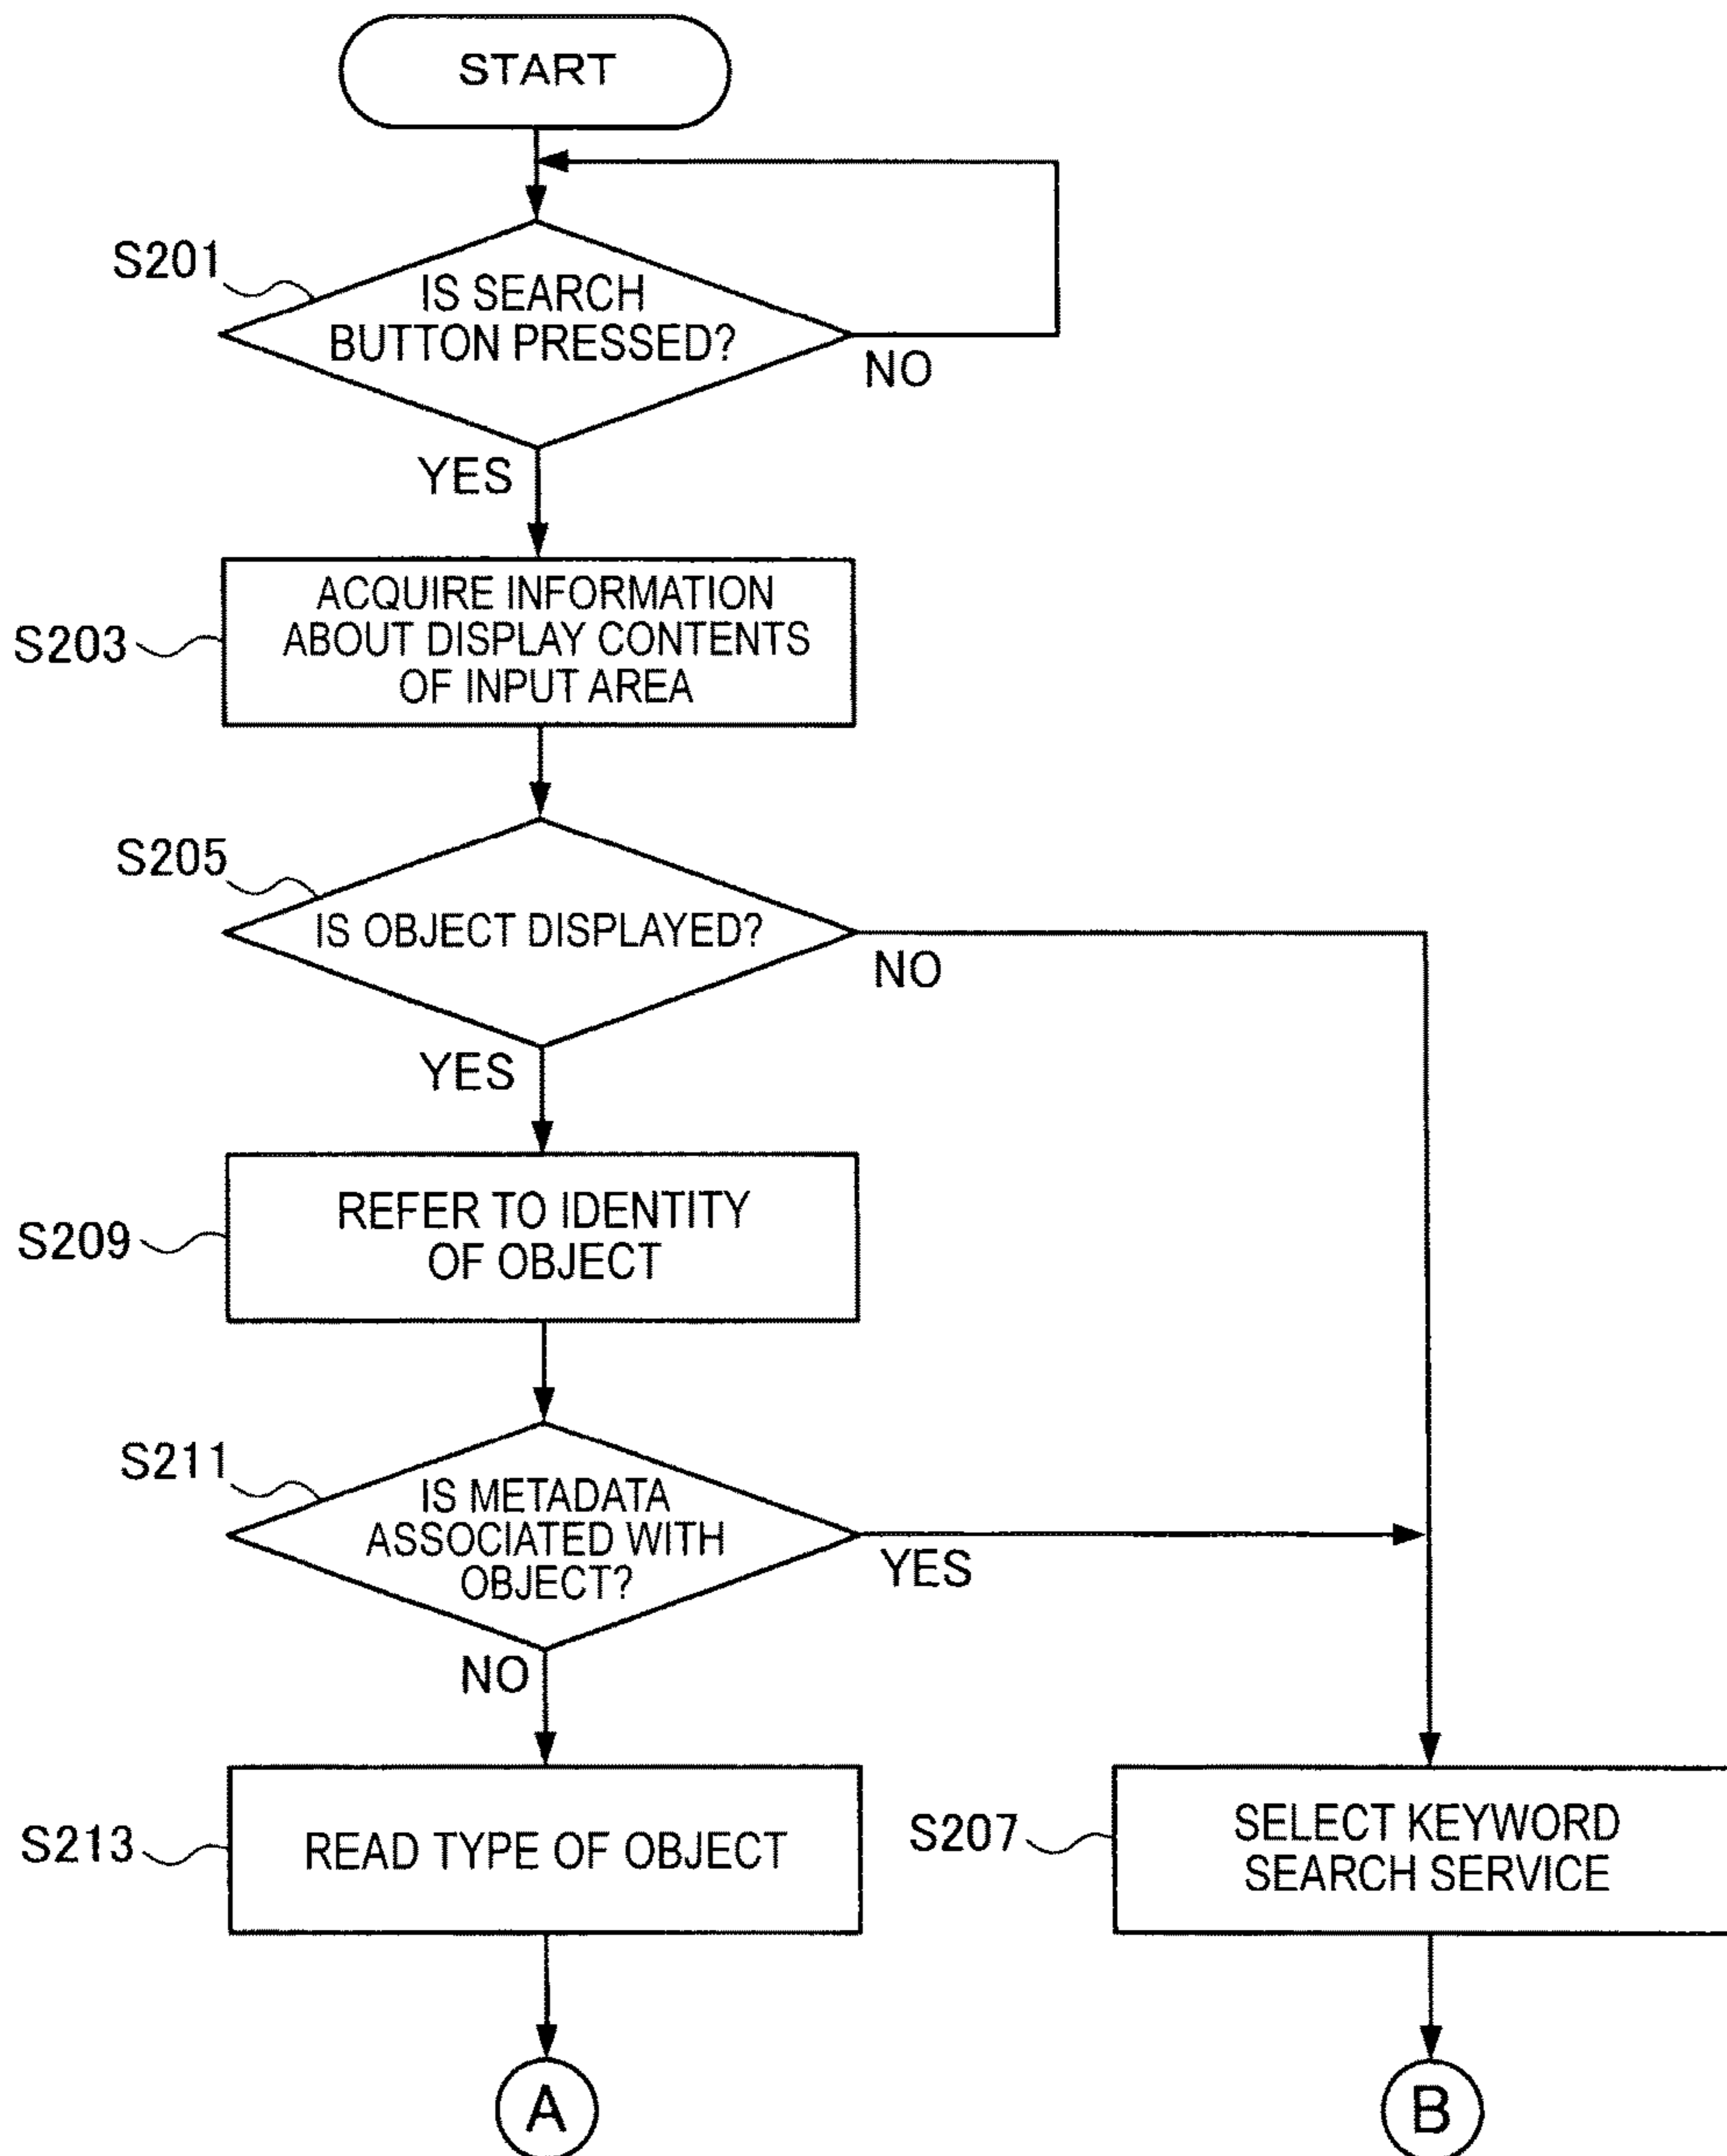 START
S201
IS SEARCH
BUTTON PRESSED?
NO
YES
S203
ACQUIRE INFORMATION
ABOUT DISPLAY CONTENTS
OF INPUT AREA
S205
IS OBJECT DISPLAYED?
NO
YES
S209
REFER TO IDENTITY
OF OBJECT
S211
IS METADATA
ASSOCIATED WITH
OBJECT?
YES
NO
S213
READ TYPE OF OBJECT
S207
SELECT KEYWORD
SEARCH SERVICE
A
B